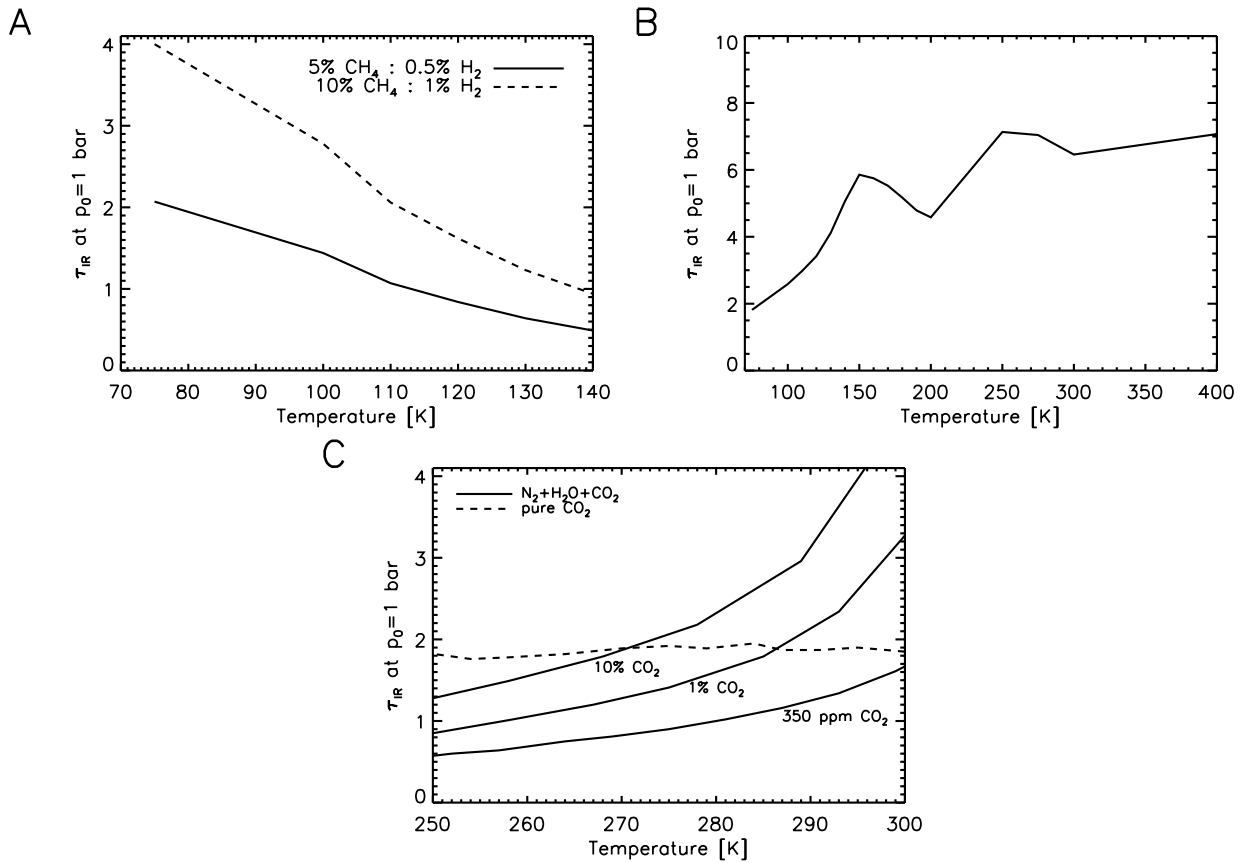 A
4
3
2
1
0
5% CH₄ : 0.5% H₂
10% CH₄ : 1% H₂
τIR at p₀=1 bar
70 80 90 100 110 120 130 140
Temperature [K]
B
10
8
6
4
2
0
τIR at p₀=1 bar
100 150 200 250 300 350 400
Temperature [K]
C
4
3
2
1
0
N₂+H₂O+CO₂
pure CO₂
10% CO₂
1% CO₂
350 ppm CO₂
τIR at p₀=1 bar
250 260 270 280 290 300
Temperature [K]